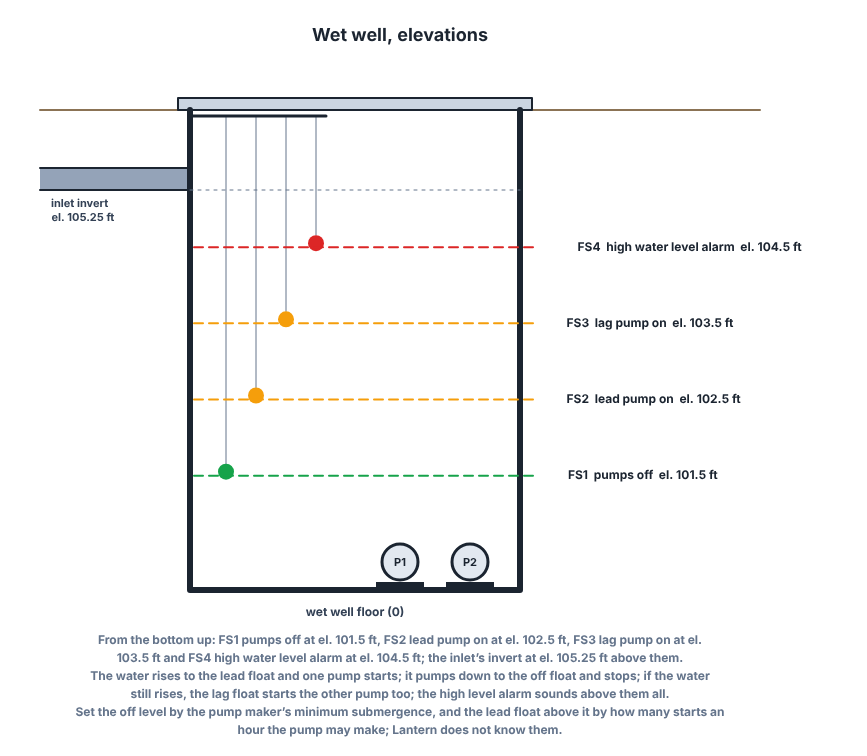 Wet well, elevations
inlet invert
el. 105.25 ft
FS4 high water level alarm el. 104.5 ft
FS3 lag pump on el. 103.5 ft
FS2 lead pump on el. 102.5 ft
FS1 pumps off el. 101.5 ft
P1 P2
wet well floor (0)
From the bottom up: FS1 pumps off at el. 101.5 ft, FS2 lead pump on at el. 102.5 ft, FS3 lag pump on at el.
103.5 ft and FS4 high water level alarm at el. 104.5 ft; the inlet’s invert at el. 105.25 ft above them.
The water rises to the lead float and one pump starts; it pumps down to the off float and stops; if the water
still rises, the lag float starts the other pump too; the high level alarm sounds above them all.
Set the off level by the pump maker’s minimum submergence, and the lead float above it by how many starts an
hour the pump may make; Lantern does not know them.